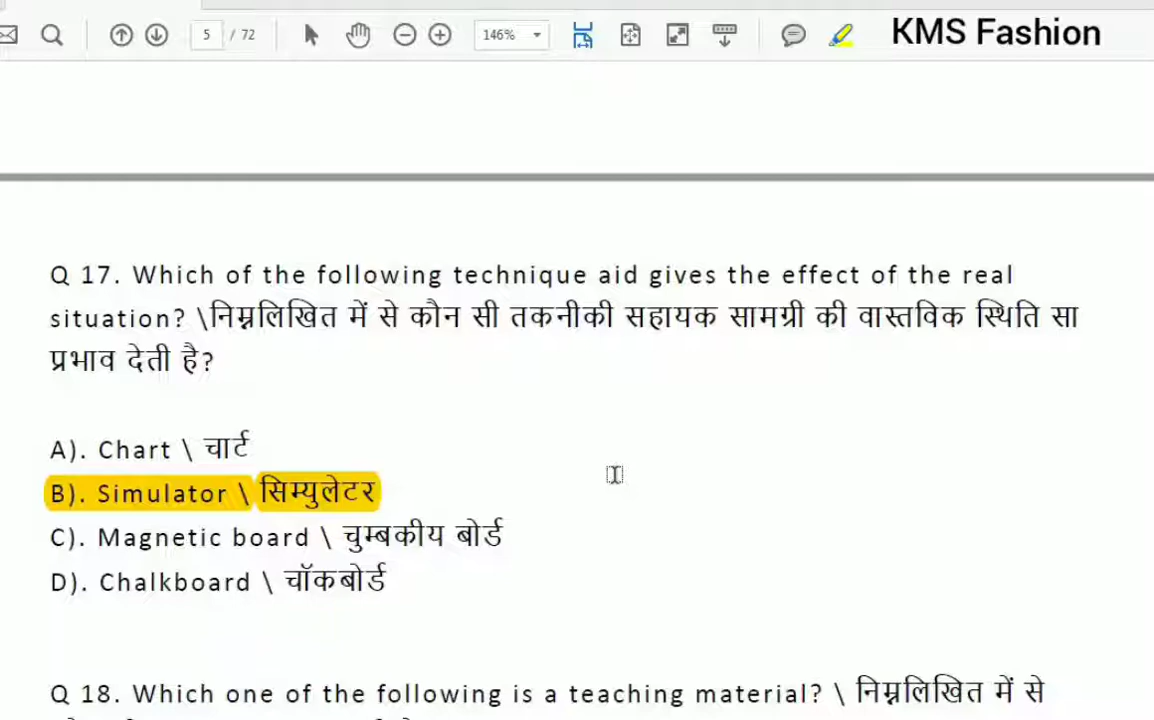 5 / 72 146% KMS Fashion
Q 17. Which of the following technique aid gives the effect of the real
situation? \निम्नलिखित में से कौन सी तकनीकी सहायक सामग्री की वास्तविक स्थिति सा
प्रभाव देती है?
A). Chart \ चार्ट
B). Simulator \ सिम्युलेटर
C). Magnetic board \ चुम्बकीय बोर्ड
D). Chalkboard \ चॉकबोर्ड
Q 18. Which one of the following is a teaching material? \ निम्नलिखित में से